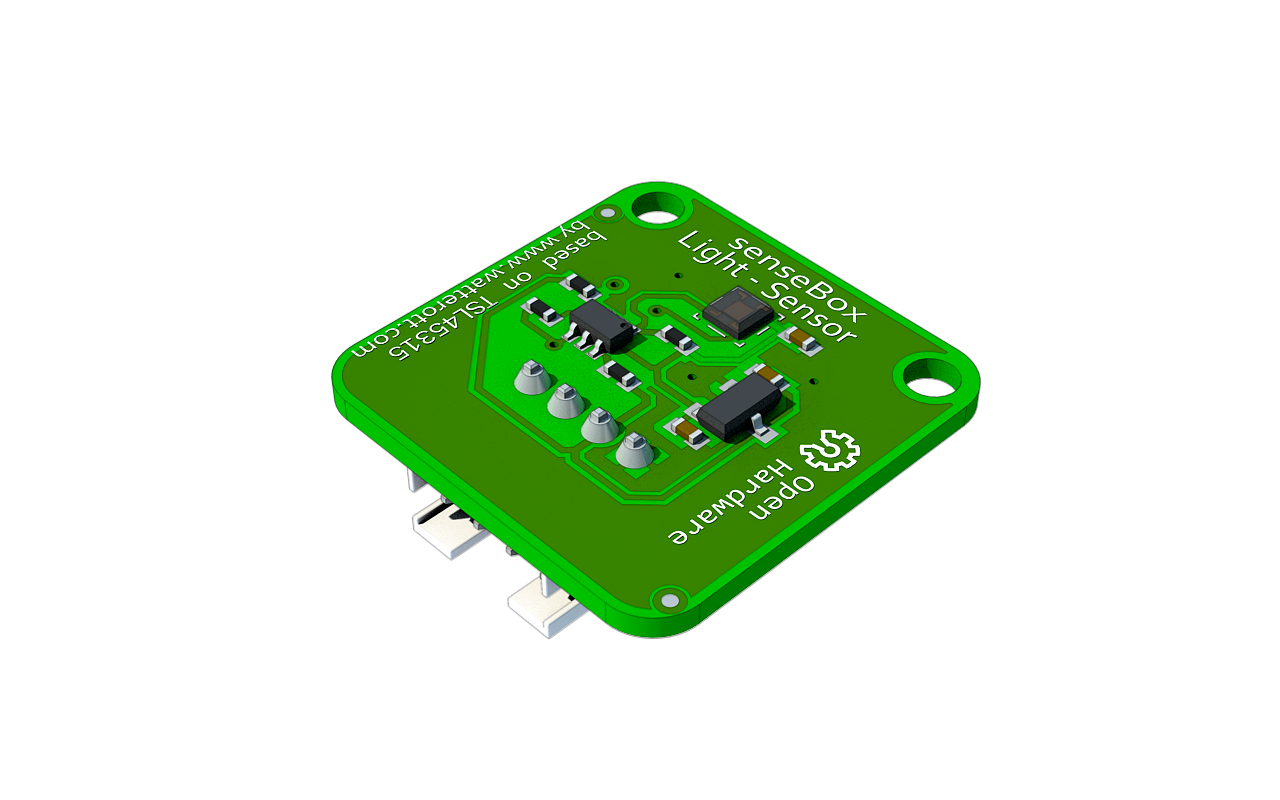 senseBox
Light - Sensor
based on TSL45315
by www.watterott.com
Open
Hardware